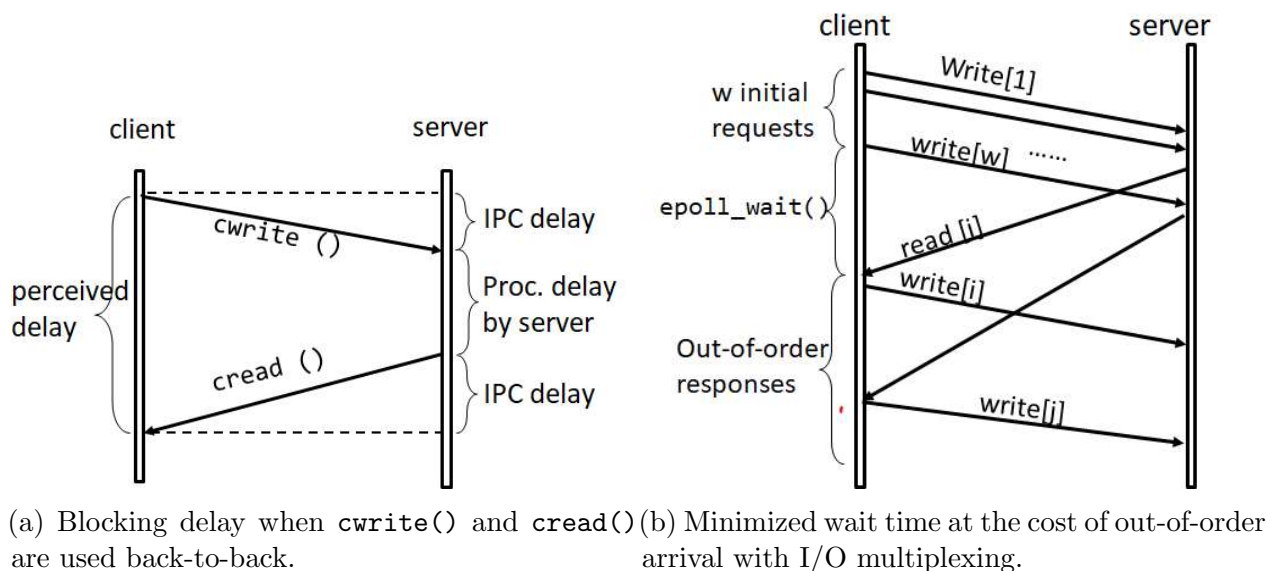 client
server
cwrite ()
cread ()
perceived
delay
IPC delay
Proc. delay
by server
IPC delay
(a) Blocking delay when cwrite() and cread()
are used back-to-back.
client
server
w initial
requests
epoll_wait()
Out-of-order
responses
Write[1]
write[w] ......
read [i]
write[i]
write[j]
(b) Minimized wait time at the cost of out-of-order
arrival with I/O multiplexing.